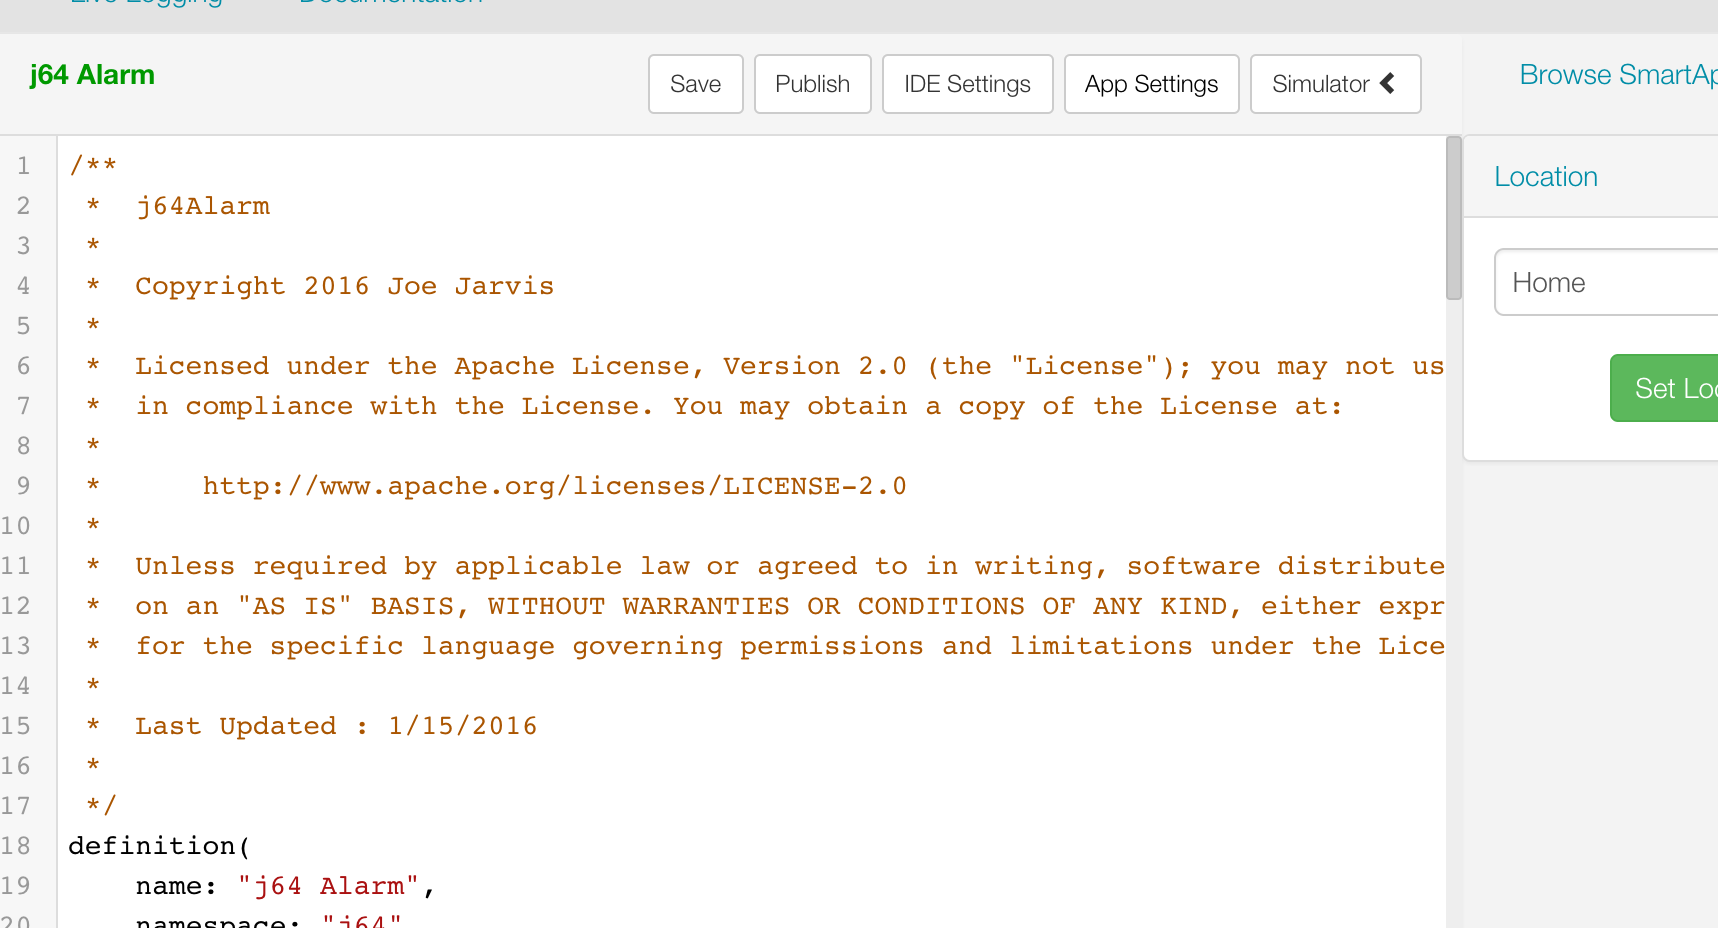 Live Logging Documentation
j64 Alarm Save Publish IDE Settings App Settings Simulator Browse
Location
Home
Set
1 /**
2 * j64Alarm
3 *
4 * Copyright 2016 Joe Jarvis
5 *
6 * Licensed under the Apache License, Version 2.0 (the "License"); you may not us
7 * in compliance with the License. You may obtain a copy of the License at:
8 *
9 * http://www.apache.org/licenses/LICENSE-2.0
10 *
11 * Unless required by applicable law or agreed to in writing, software distribute
12 * on an "AS IS" BASIS, WITHOUT WARRANTIES OR CONDITIONS OF ANY KIND, either expr
13 * for the specific language governing permissions and limitations under the Lice
14 *
15 * Last Updated : 1/15/2016
16 *
17 */
18 definition(
19 name: "j64 Alarm",
20 namespace: "j64"